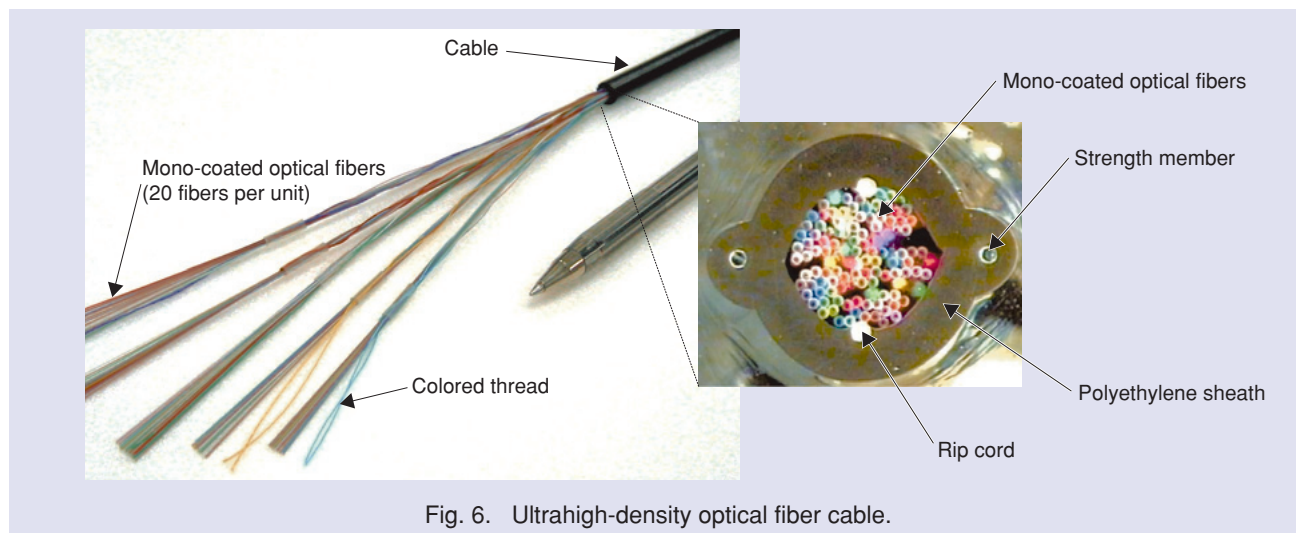 Cable
Mono-coated optical fibers
Strength member
Mono-coated optical fibers
(20 fibers per unit)
Colored thread
Polyethylene sheath
Rip cord
Fig. 6. Ultrahigh-density optical fiber cable.